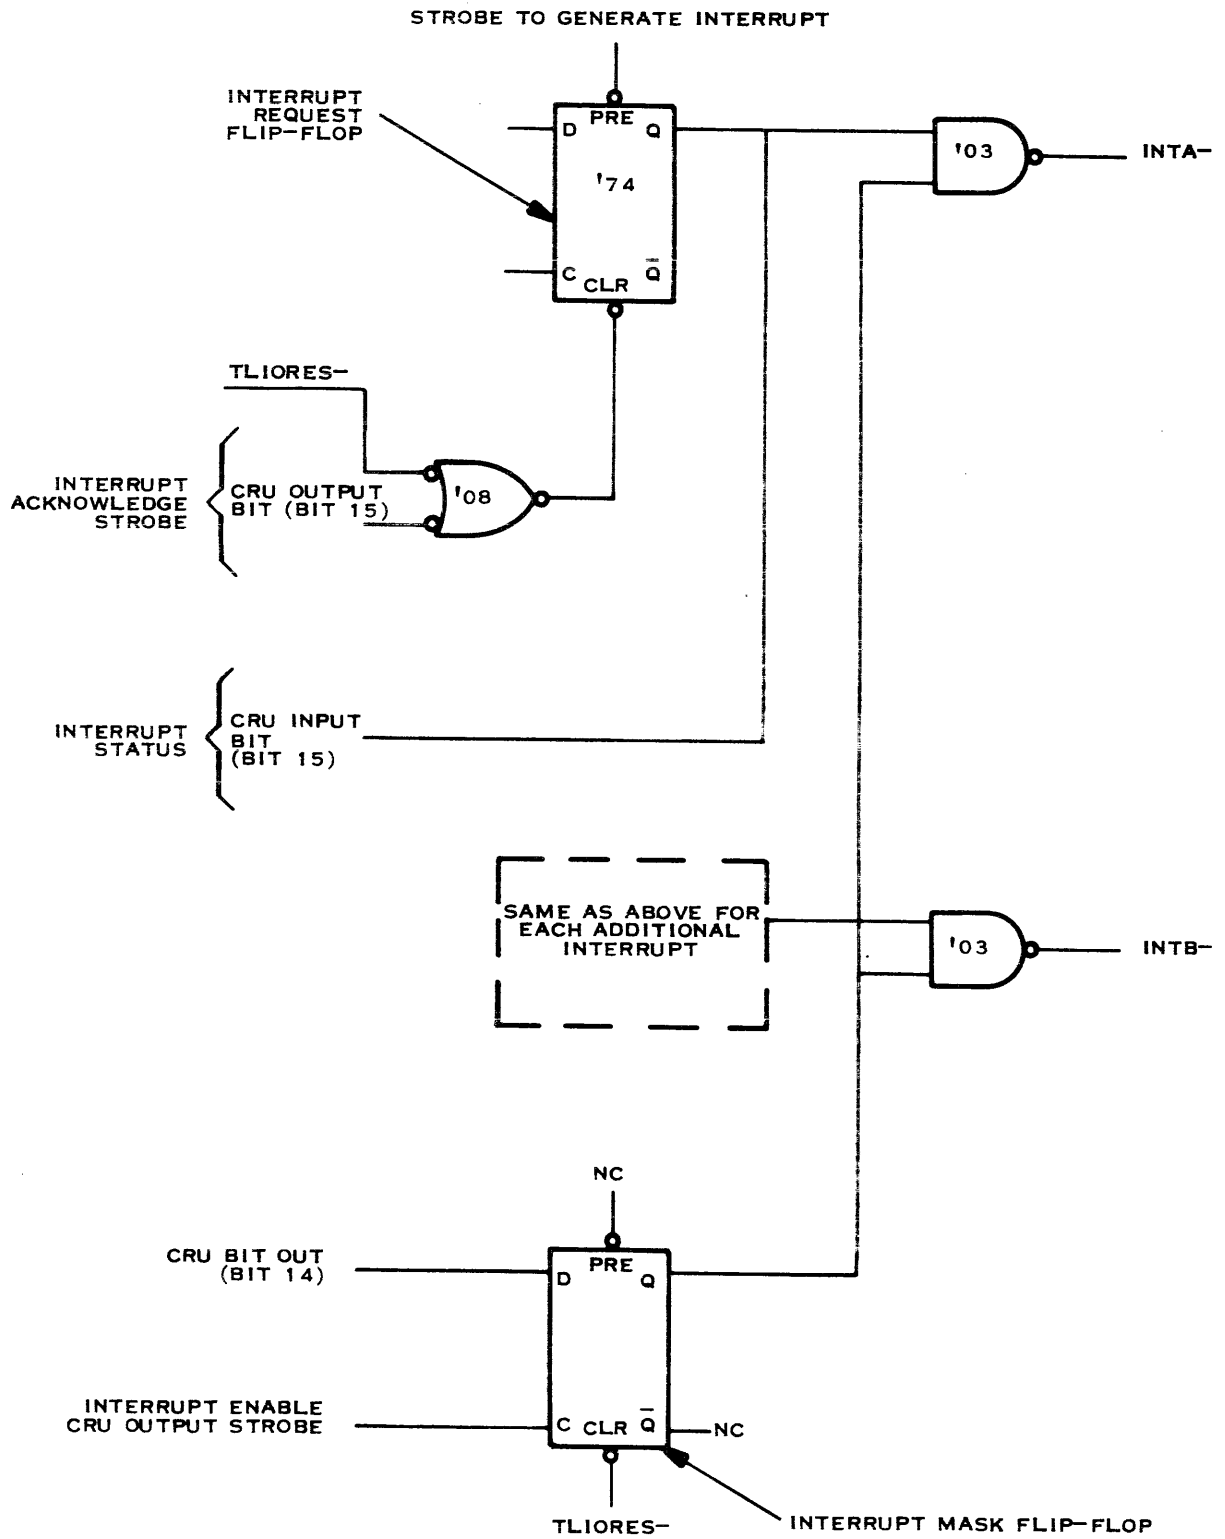 STROBE TO GENERATE INTERRUPT
INTERRUPT
REQUEST
FLIP-FLOP
PRE
D
Q
'74
C
CLR
Q̅
'03
INTA-
TLIORES-
INTERRUPT
ACKNOWLEDGE
STROBE
CRU OUTPUT
BIT (BIT 15)
'08
INTERRUPT
STATUS
CRU INPUT
BIT
(BIT 15)
SAME AS ABOVE FOR
EACH ADDITIONAL
INTERRUPT
'03
INTB-
NC
CRU BIT OUT
(BIT 14)
PRE
D
Q
INTERRUPT ENABLE
CRU OUTPUT STROBE
C
CLR
Q̅
NC
TLIORES-
INTERRUPT MASK FLIP-FLOP